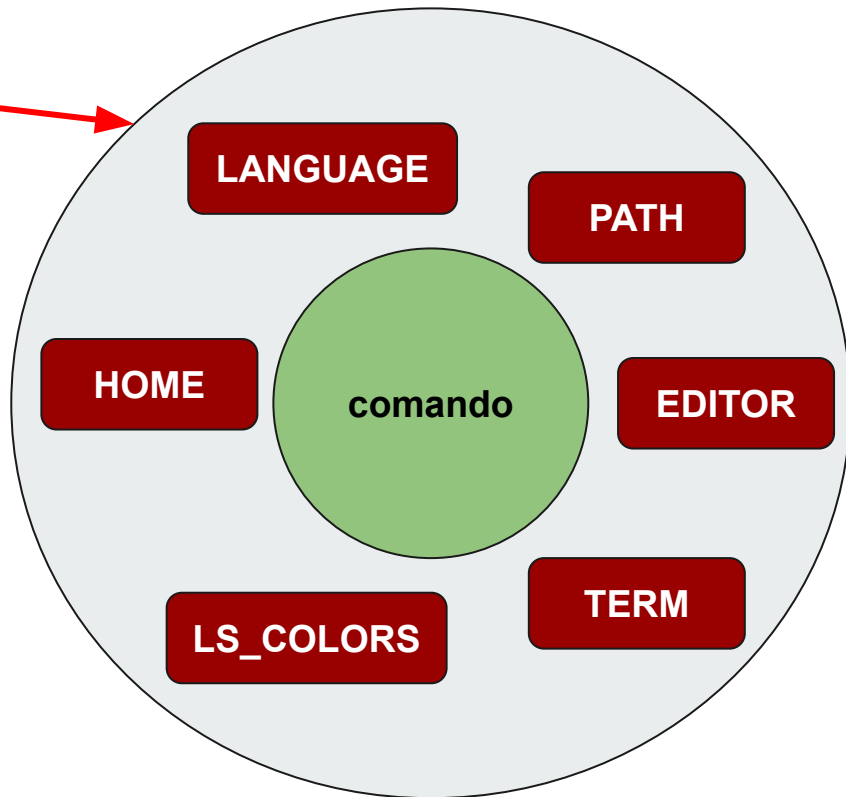 LANGUAGE
PATH
HOME
comando
EDITOR
LS_COLORS
TERM